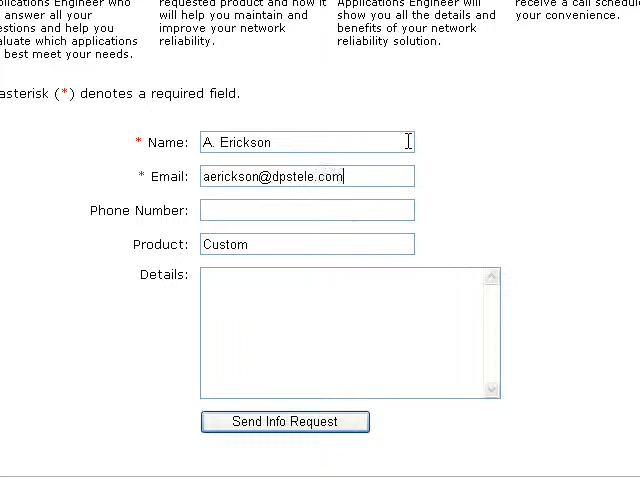 plications Engineer who
answer all your
estions and help you
aluate which applications
best meet your needs.
requested product and how it
will help you maintain and
improve your network
reliability.
Applications Engineer will
show you all the details and
benefits of your network
reliability solution.
receive a call schedule
your convenience.
asterisk (*) denotes a required field.
* Name: A. Erickson
* Email: aerickson@dpstele.com
Phone Number:
Product: Custom
Details:
Send Info Request